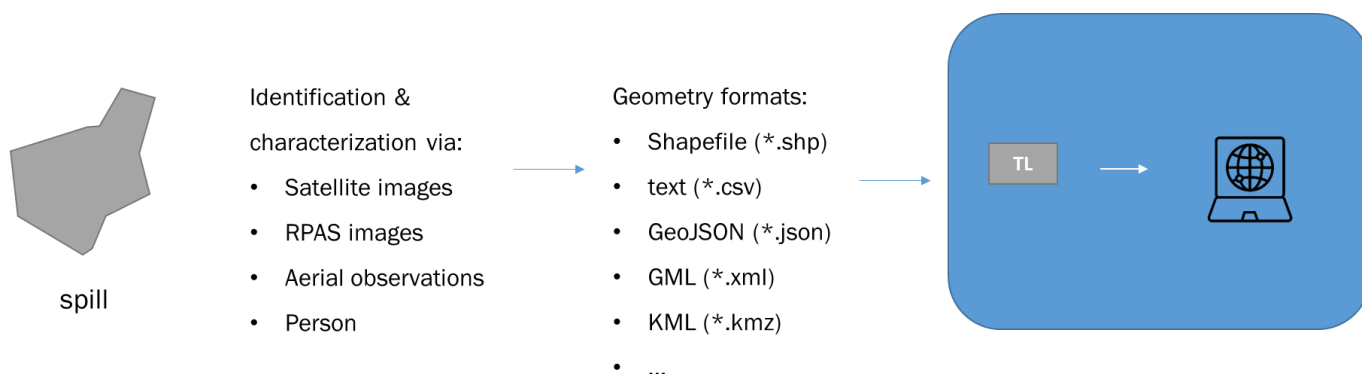 spill
Identification &
characterization via:
• Satellite images
• RPAS images
• Aerial observations
• Person
Geometry formats:
• Shapefile (*.shp)
• text (*.csv)
• GeoJSON (*.json)
• GML (*.xml)
• KML (*.kmz)
• ...
TL